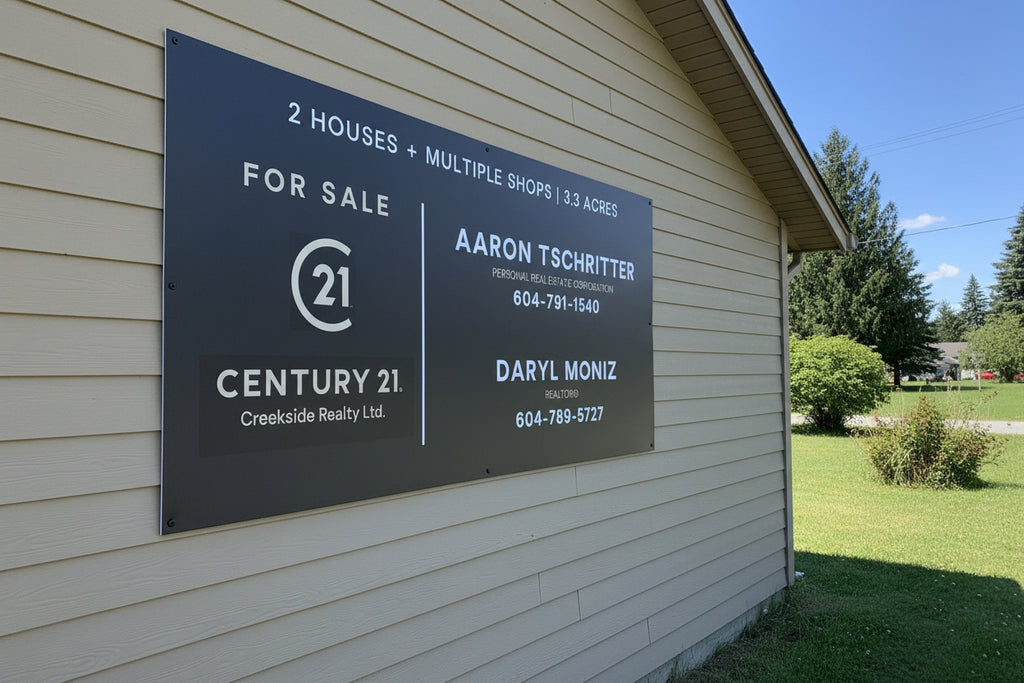 2 HOUSES + MULTIPLE SHOPS | 3.3 ACRES
FOR SALE
C21
CENTURY 21.
Creekside Realty Ltd.
AARON TSCHRITTER
PERSONAL REAL ESTATE CORPORATION
604-791-1540
DARYL MONIZ
REALTOR®
604-789-5727